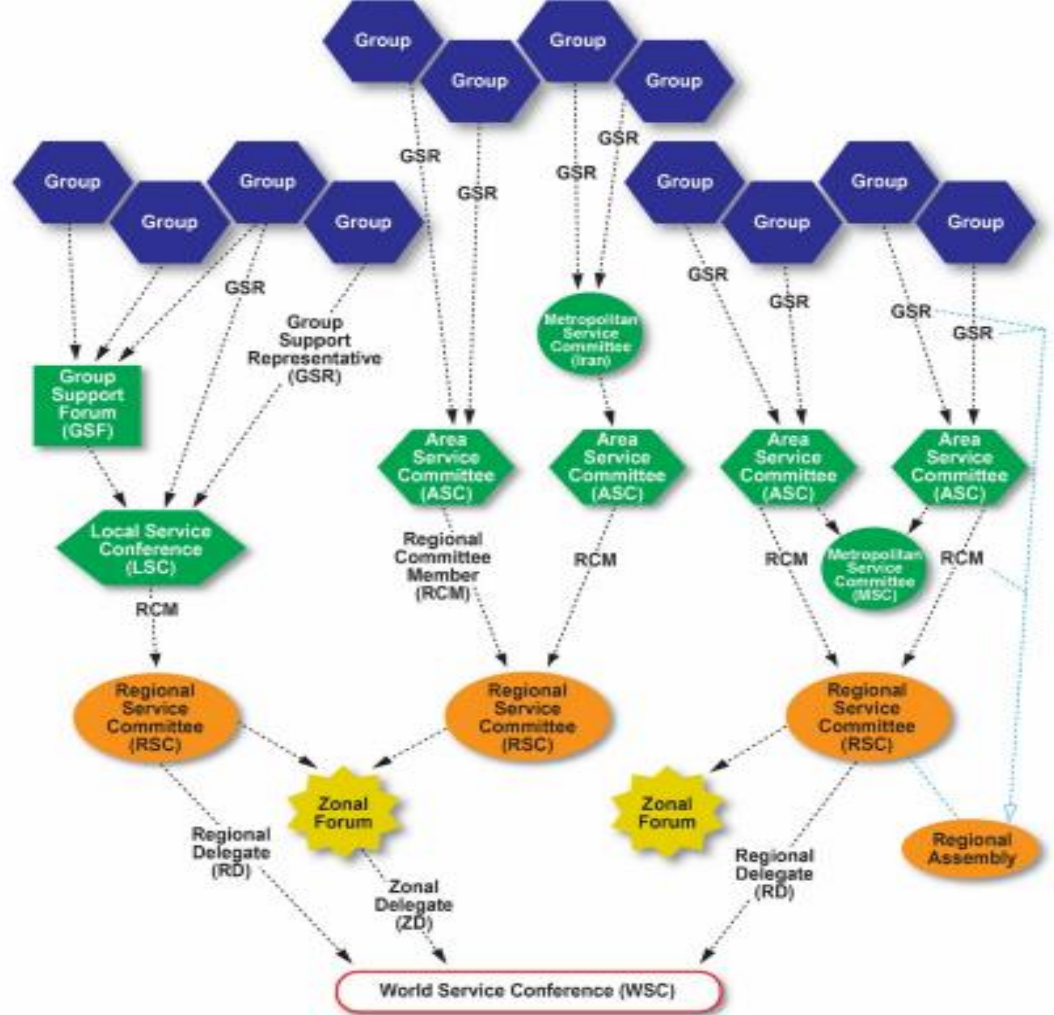 Group
Group
Group
Group
GSR
GSR
GSR
GSR
Group
Group
Group
Group
Group
Group
Group
Group
GSR
Group
Support
Representative
(GSR)
GSR
GSR
GSR
GSR
Metropolitan
Service
Committee
(Iran)
Group
Support
Forum
(GSF)
Area
Service
Committee
(ASC)
Area
Service
Committee
(ASC)
Area
Service
Committee
(ASC)
Area
Service
Committee
(ASC)
Local Service
Conference
(LSC)
Regional
Committee
Member
(RCM)
RCM
RCM
Metropolitan
Service
Committee
(MSC)
RCM
RCM
Regional
Service
Committee
(RSC)
Regional
Service
Committee
(RSC)
Regional
Service
Committee
(RSC)
Zonal
Forum
Zonal
Forum
Regional
Assembly
Regional
Delegate
(RD)
Zonal
Delegate
(ZD)
Regional
Delegate
(RD)
World Service Conference (WSC)